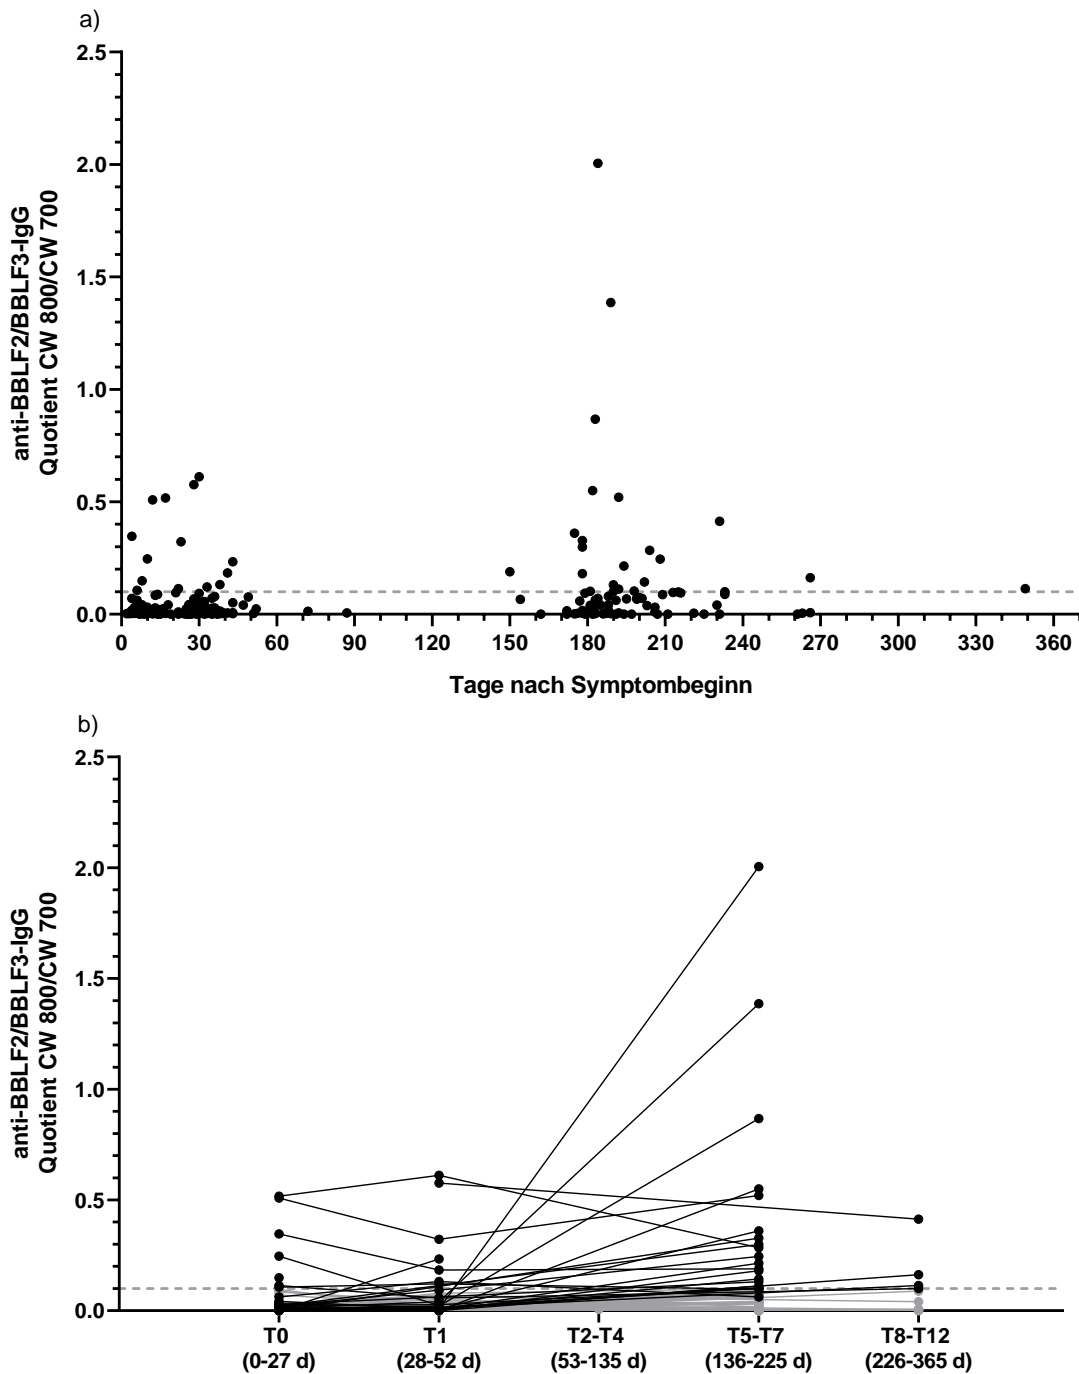 a)
anti-BBLF2/BBLF3-IgG
Quotient CW 800/CW 700
2.5
2.0
1.5
1.0
0.5
0.0
0 30 60 90 120 150 180 210 240 270 300 330 360
Tage nach Symptombeginn
b)
anti-BBLF2/BBLF3-IgG
Quotient CW 800/CW 700
2.5
2.0
1.5
1.0
0.5
0.0
T0 T1 T2-T4 T5-T7 T8-T12
(0-27 d) (28-52 d) (53-135 d) (136-225 d) (226-365 d)